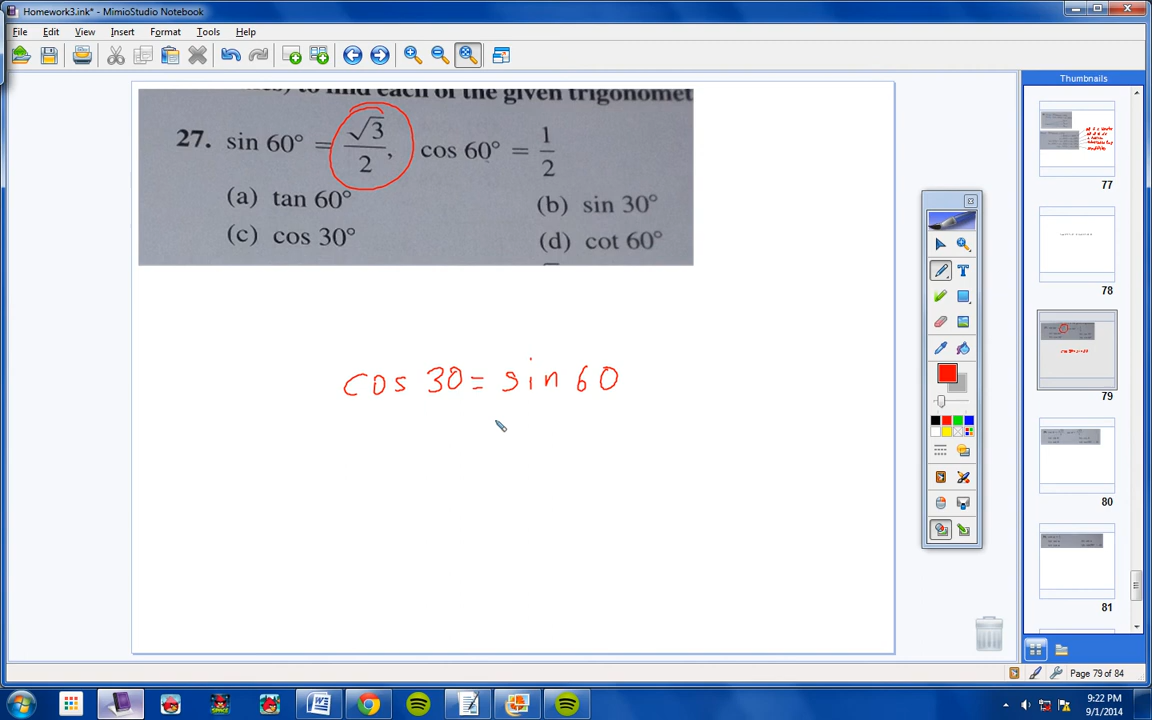 Homework3.ink* - MimioStudio Notebook
File Edit View Insert Format Tools Help
Thumbnails
to find each of the given trigonomet
27. sin 60° = √3/2, cos 60° = 1/2
(a) tan 60°
(b) sin 30°
(c) cos 30°
(d) cot 60°
cos 30 = sin 60
77
78
79
80
81
Page 79 of 84
9:22 PM
9/1/2014